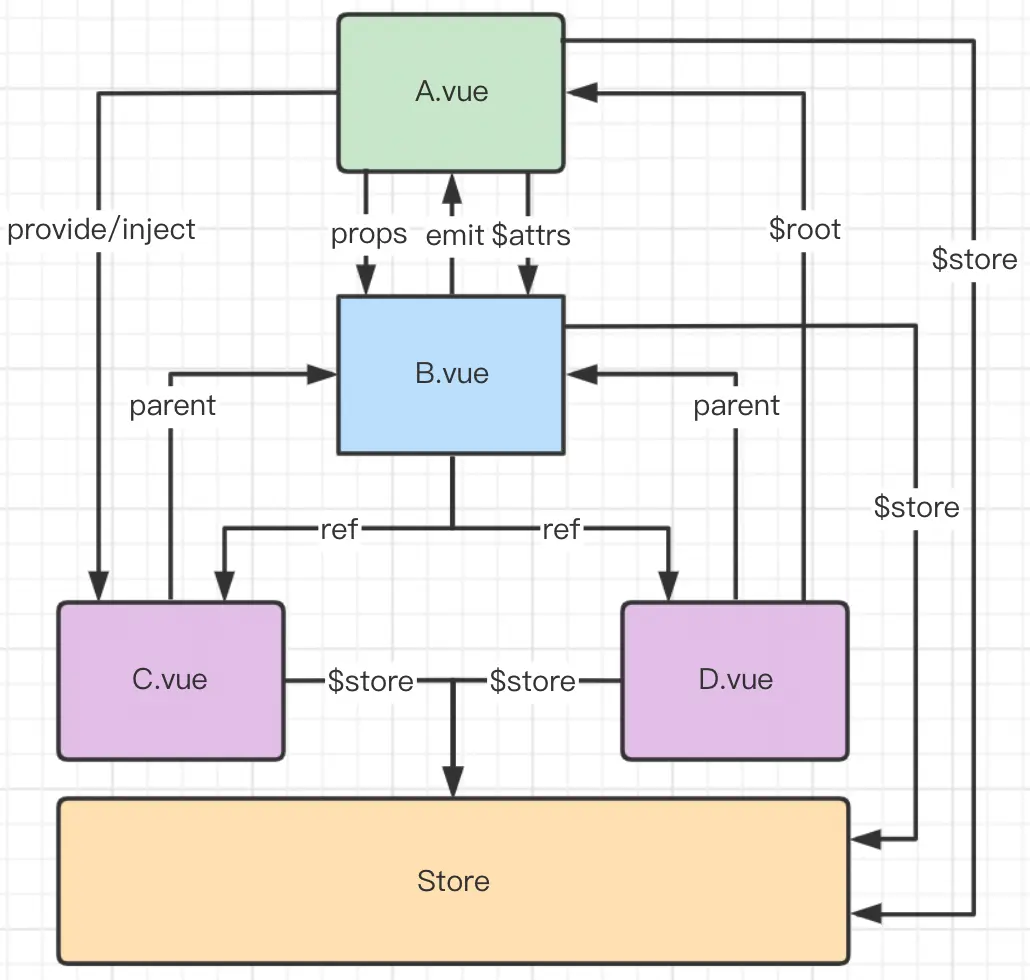 A.vue
provide/inject
props
emit
$attrs
$root
$store
B.vue
parent
parent
$store
ref
ref
C.vue
$store
$store
D.vue
Store